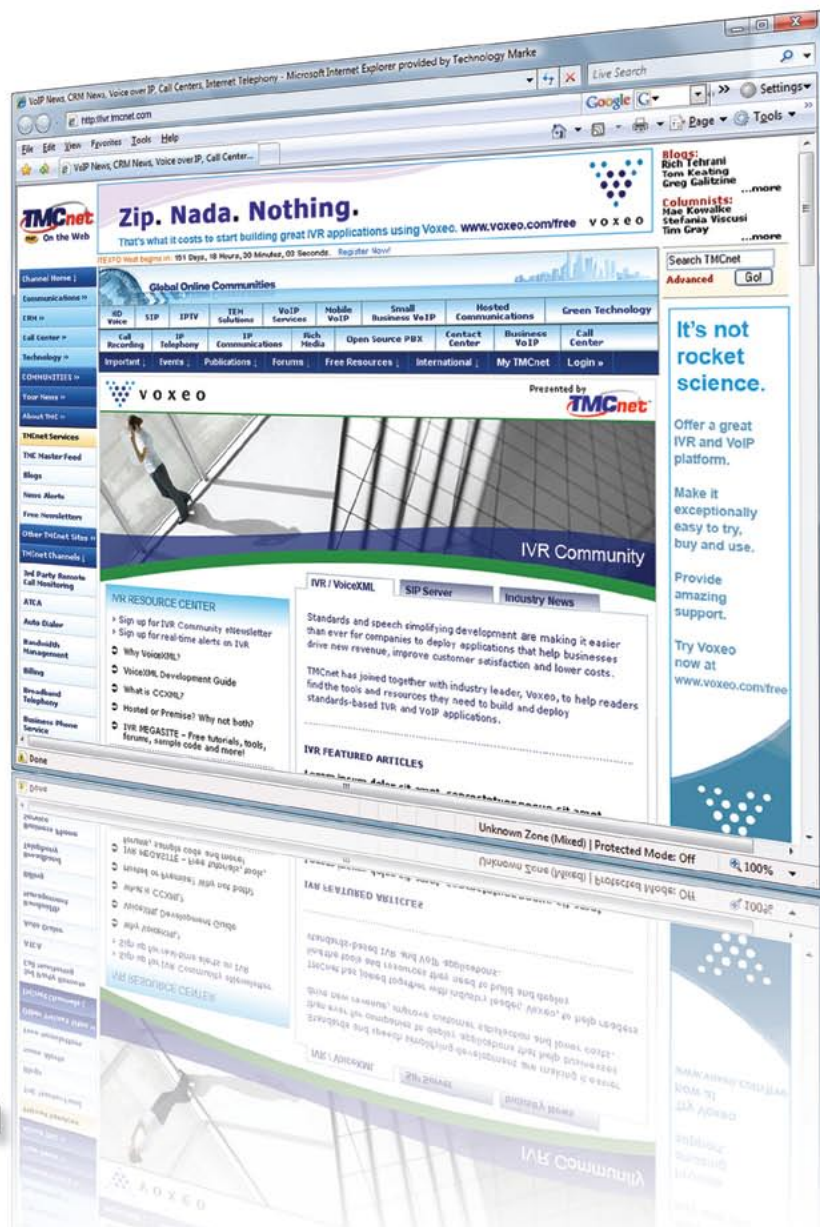 VoIP News, CRM News, Voice over IP, Call Centers, Internet Telephony - Microsoft Internet Explorer provided by Technology Marke
http://ivr.tmcnet.com
Live Search
Google
Settings
File Edit View Favorites Tools Help
VoIP News, CRM News, Voice over IP, Call Center...
Page Tools
TMCnet
On the Web
Zip. Nada. Nothing.
That's what it costs to start building great IVR applications using Voxeo. www.voxeo.com/free
voxeo
Blogs:
Rich Tehrani
Tom Keating
Greg Galitzine
...more
Columnists:
Mae Kowalke
Stefania Viscusi
Tim Gray
...more
Search TMCnet
Advanced Go!
ITEXPO West begins in: 151 Days, 18 Hours, 30 Minutes, 03 Seconds. Register Now!
Global Online Communities
HD Voice
SIP
IPTV
TEM Solutions
VoIP Services
Mobile VoIP
Small Business VoIP
Hosted Communications
Green Technology
Call Recording
IP Telephony
IP Communications
Rich Media
Open Source PBX
Contact Center
Business VoIP
Call Center
Important Events Publications Forums Free Resources International My TMCnet Login »
Channel Home
Communications »
CRM »
Call Center »
Technology »
COMMUNITIES »
Your News »
About TMC »
TMCnet Services
TMC Master Feed
Blogs
News Alerts
Free Newsletters
Other TMCnet Sites »
TMCnet Channels
3rd Party Remote
Call Monitoring
ATCA
Auto Dialer
Bandwidth
Management
Billing
Broadband
Telephony
Business Phone
Service
voxeo
Presented by
TMCnet
IVR Community
IVR RESOURCE CENTER
› Sign up for IVR Community eNewsletter
› Sign up for real-time alerts on IVR
Why VoiceXML?
VoiceXML Development Guide
What is CCXML?
Hosted or Premise? Why not both?
IVR MEGASITE - Free tutorials, tools,
forums, sample code and more!
IVR / VoiceXML
SIP Server
Industry News
Standards and speech simplifying development are making it easier
than ever for companies to deploy applications that help businesses
drive new revenue, improve customer satisfaction and lower costs.
TMCnet has joined together with industry leader, Voxeo, to help readers
find the tools and resources they need to build and deploy
standards-based IVR and VoIP applications.
IVR FEATURED ARTICLES
It's not
rocket
science.
Offer a great
IVR and VoIP
platform.
Make it
exceptionally
easy to try,
buy and use.
Provide
amazing
support.
Try Voxeo
now at
www.voxeo.com/free
Done
Unknown Zone (Mixed) | Protected Mode: Off
100%